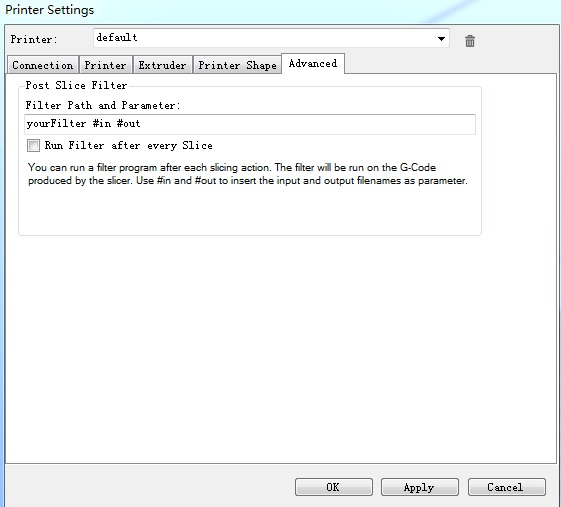 Printer Settings
Printer: default
Connection Printer Extruder Printer Shape Advanced
Post Slice Filter
Filter Path and Parameter:
yourFilter #in #out
Run Filter after every Slice
You can run a filter program after each slicing action. The filter will be run on the G-Code
produced by the slicer. Use #in and #out to insert the input and output filenames as parameter.
OK Apply Cancel